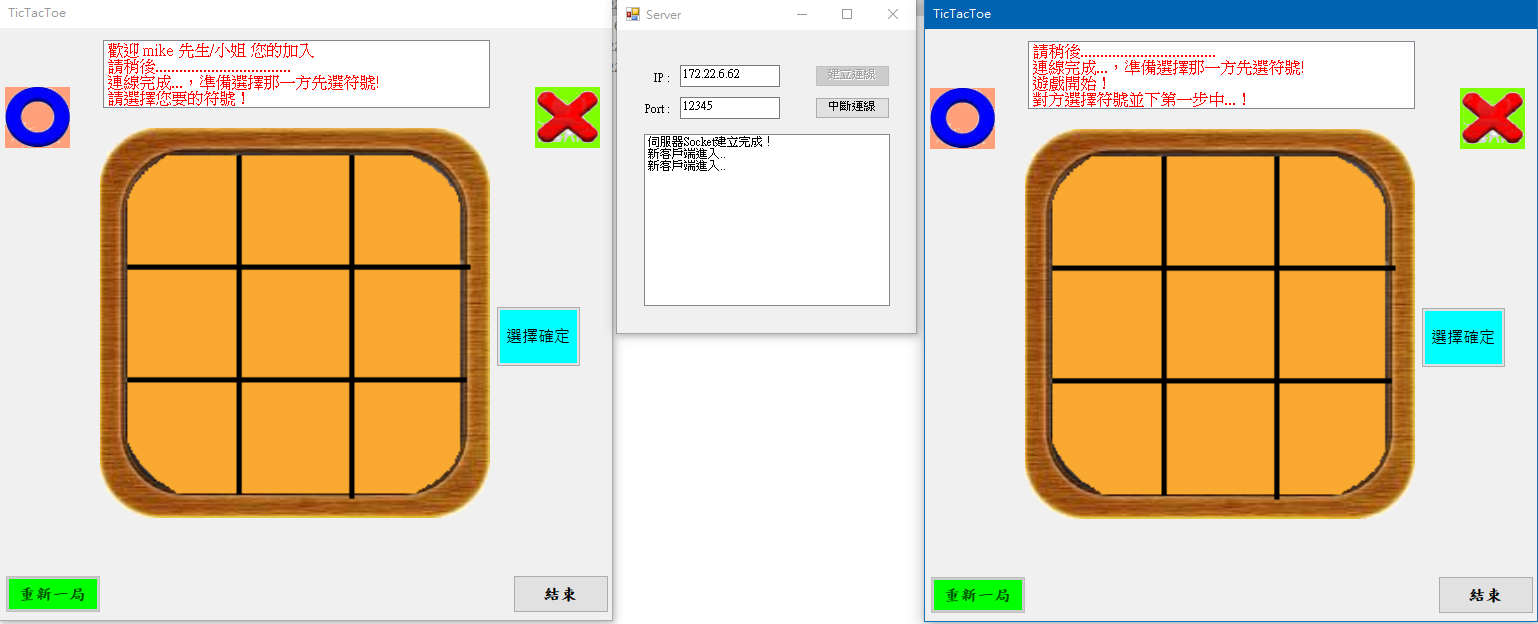 TicTacToe
歡迎 mike 先生/小姐 您的加入
請稍後..................................
連線完成...，準備選擇那一方先選符號!
請選擇您要的符號！
選擇確定
重新一局
結束
Server
IP :
172.22.6.62
建立連線
Port :
12345
中斷連線
伺服器Socket建立完成！
新客戶端進入..
新客戶端進入..
TicTacToe
請稍後..................................
連線完成...，準備選擇那一方先選符號!
遊戲開始！
對方選擇符號並下第一步中...！
選擇確定
重新一局
結束